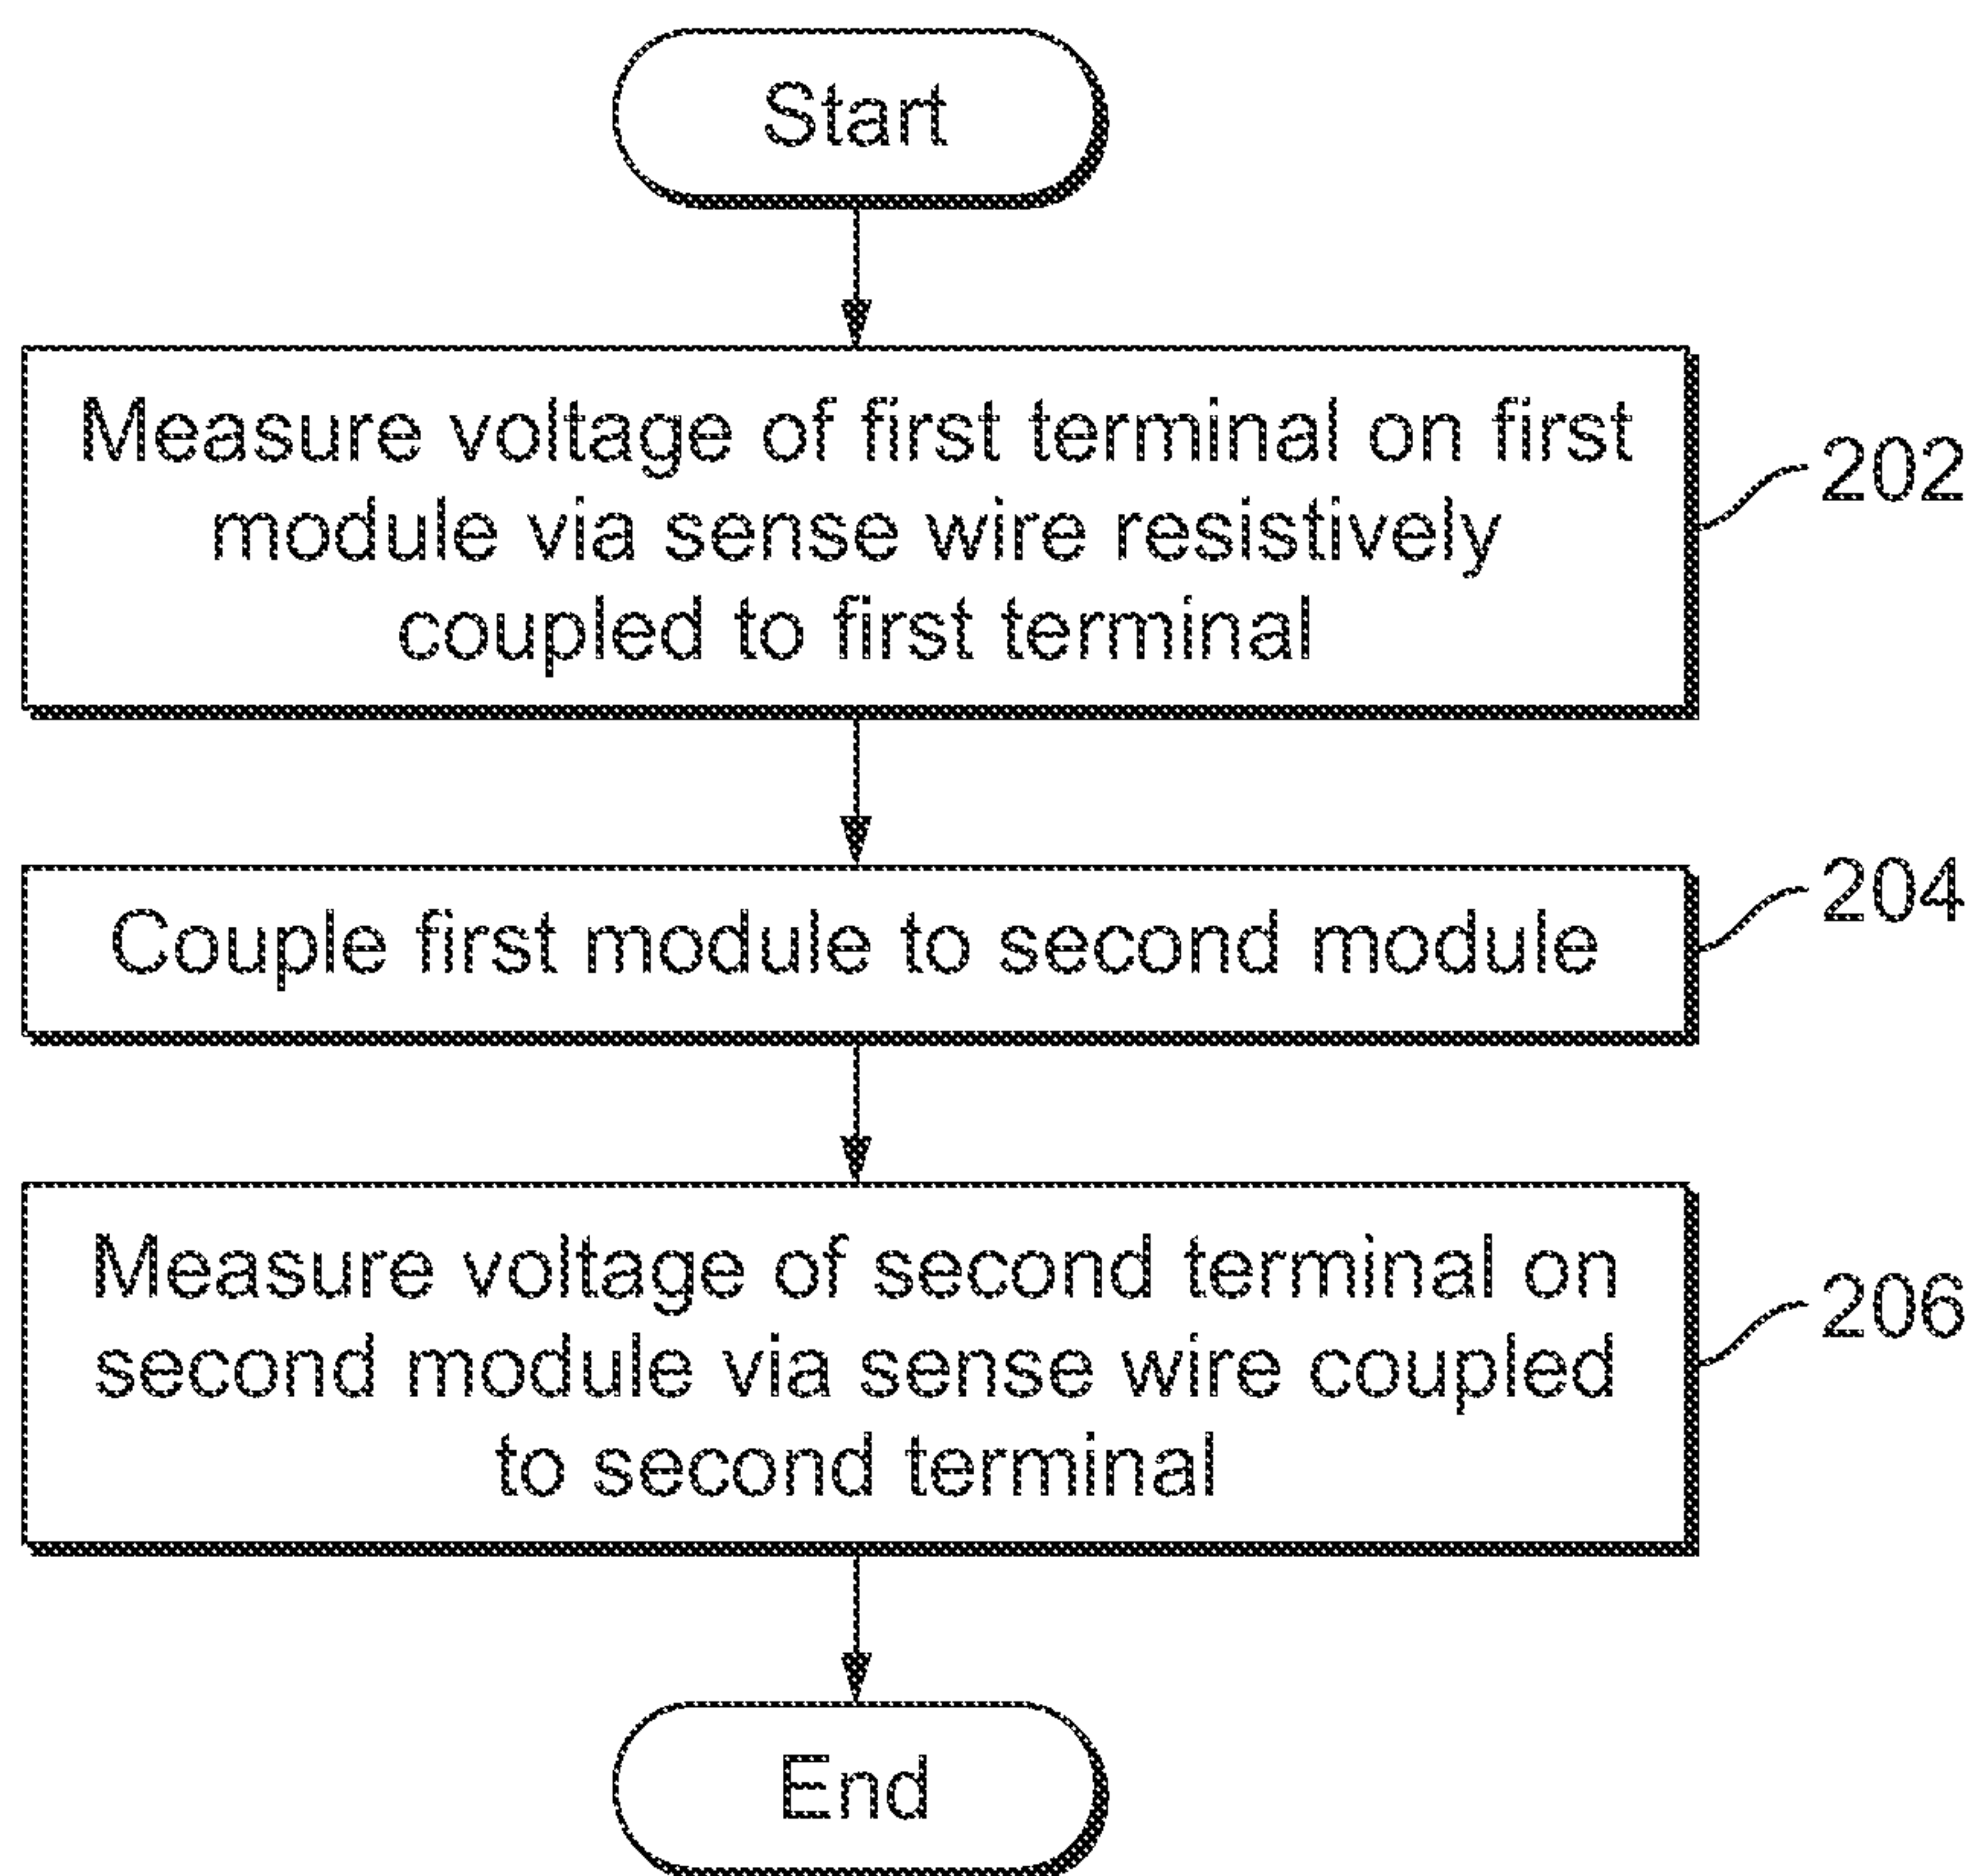 Start
Measure voltage of first terminal on first
module via sense wire resistively
coupled to first terminal
202
Couple first module to second module
204
Measure voltage of second terminal on
second module via sense wire coupled
to second terminal
206
End